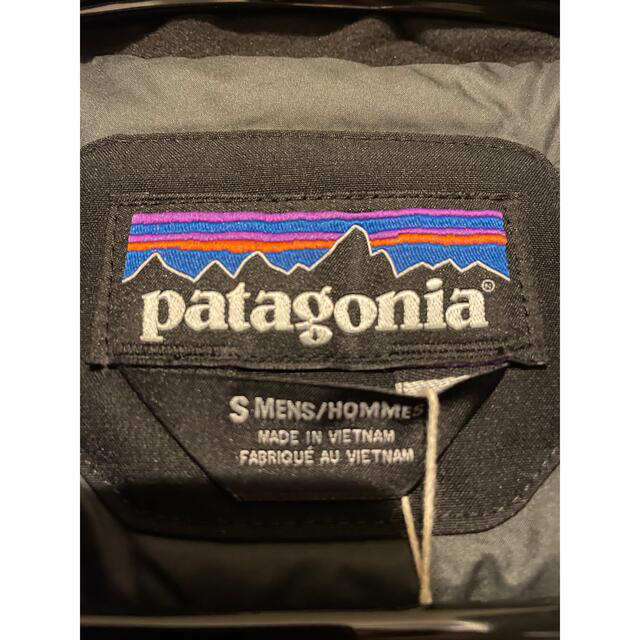 patagonia®
S MENS/HOMMES
MADE IN VIETNAM
FABRIQUÉ AU VIETNAM